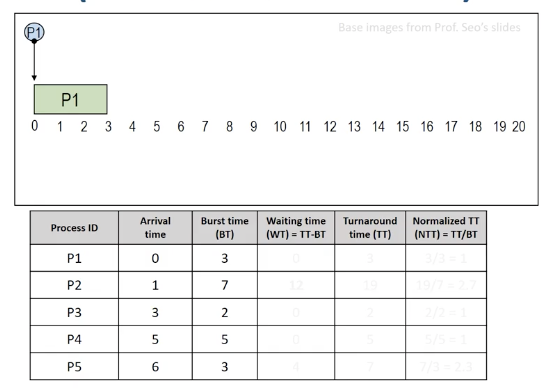 Base images from Prof. Seo's slides
P1
P1
0 1 2 3 4 5 6 7 8 9 10 11 12 13 14 15 16 17 18 19 20
Process ID Arrival time Burst time (BT) Waiting time (WT) = TT-BT Turnaround time (TT) Normalized TT (NTT) = TT/BT
P1 0 3 0 3 3/3 = 1
P2 1 7 12 19 19/7 = 2.7
P3 3 2 0 2 2/2 = 1
P4 5 5 0 5 5/5 = 1
P5 6 3 4 7 7/3 = 2.3